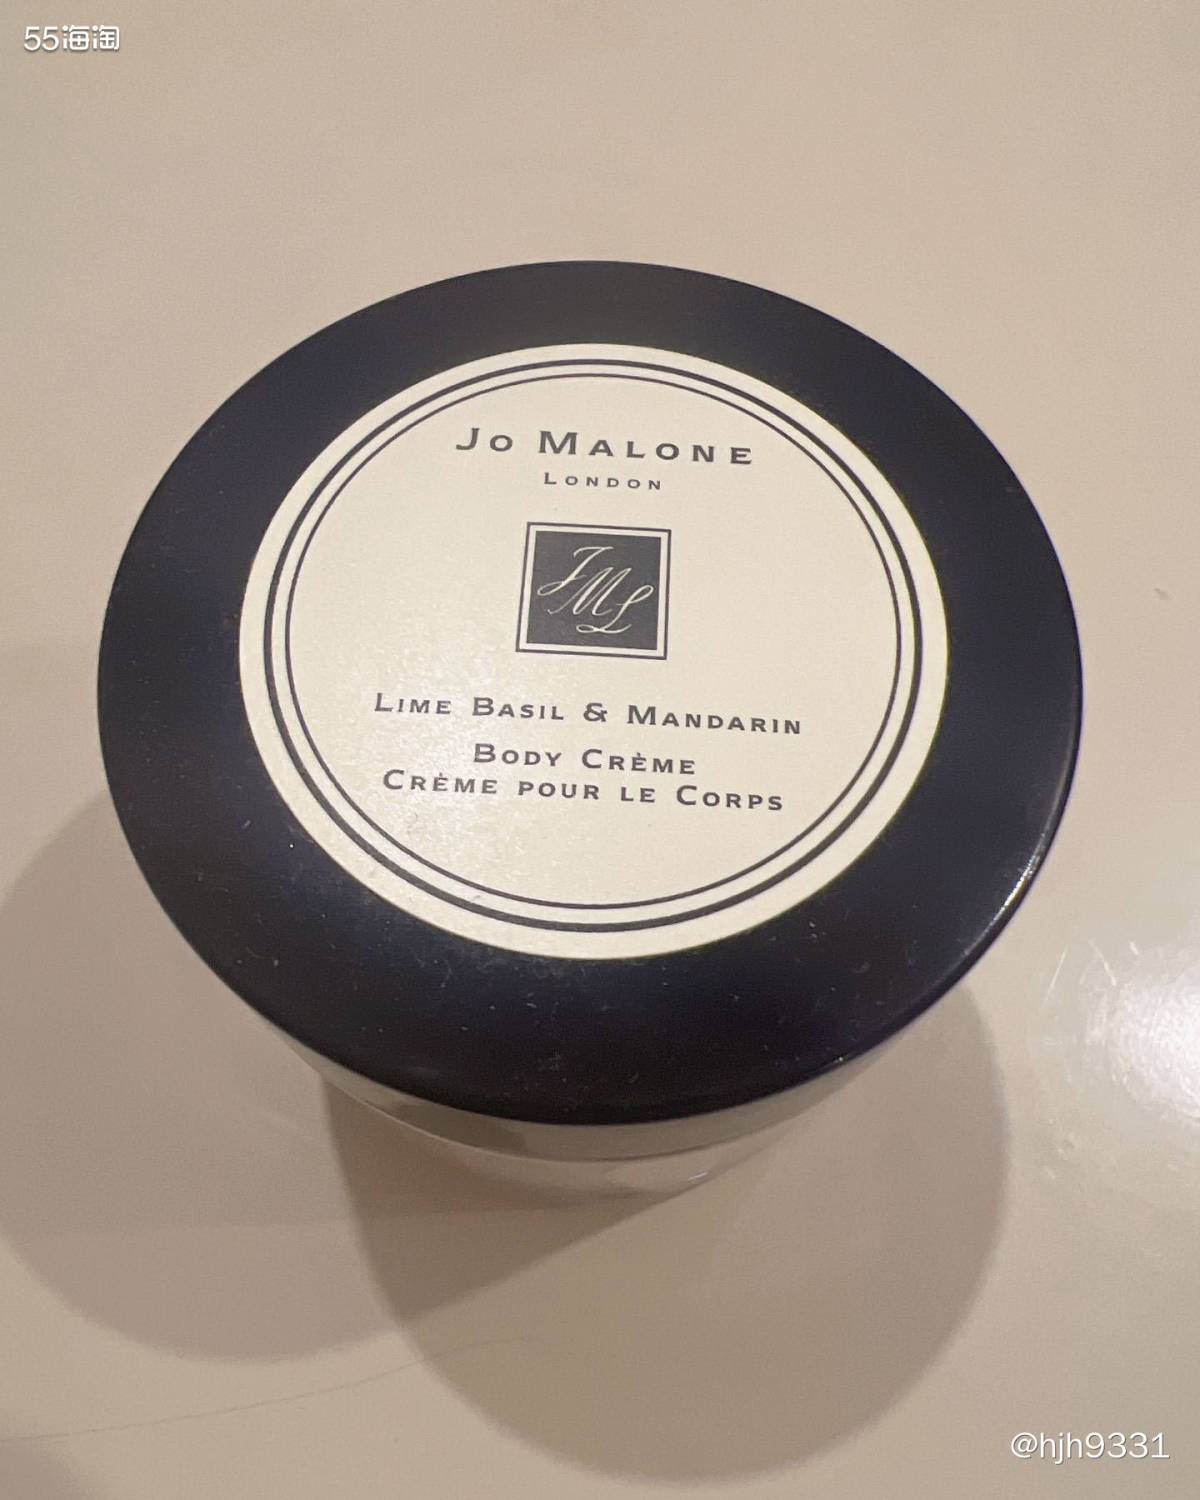 55海淘
JO MALONE
LONDON
JML
LIME BASIL & MANDARIN
BODY CRÈME
CRÈME POUR LE CORPS
@hjh9331